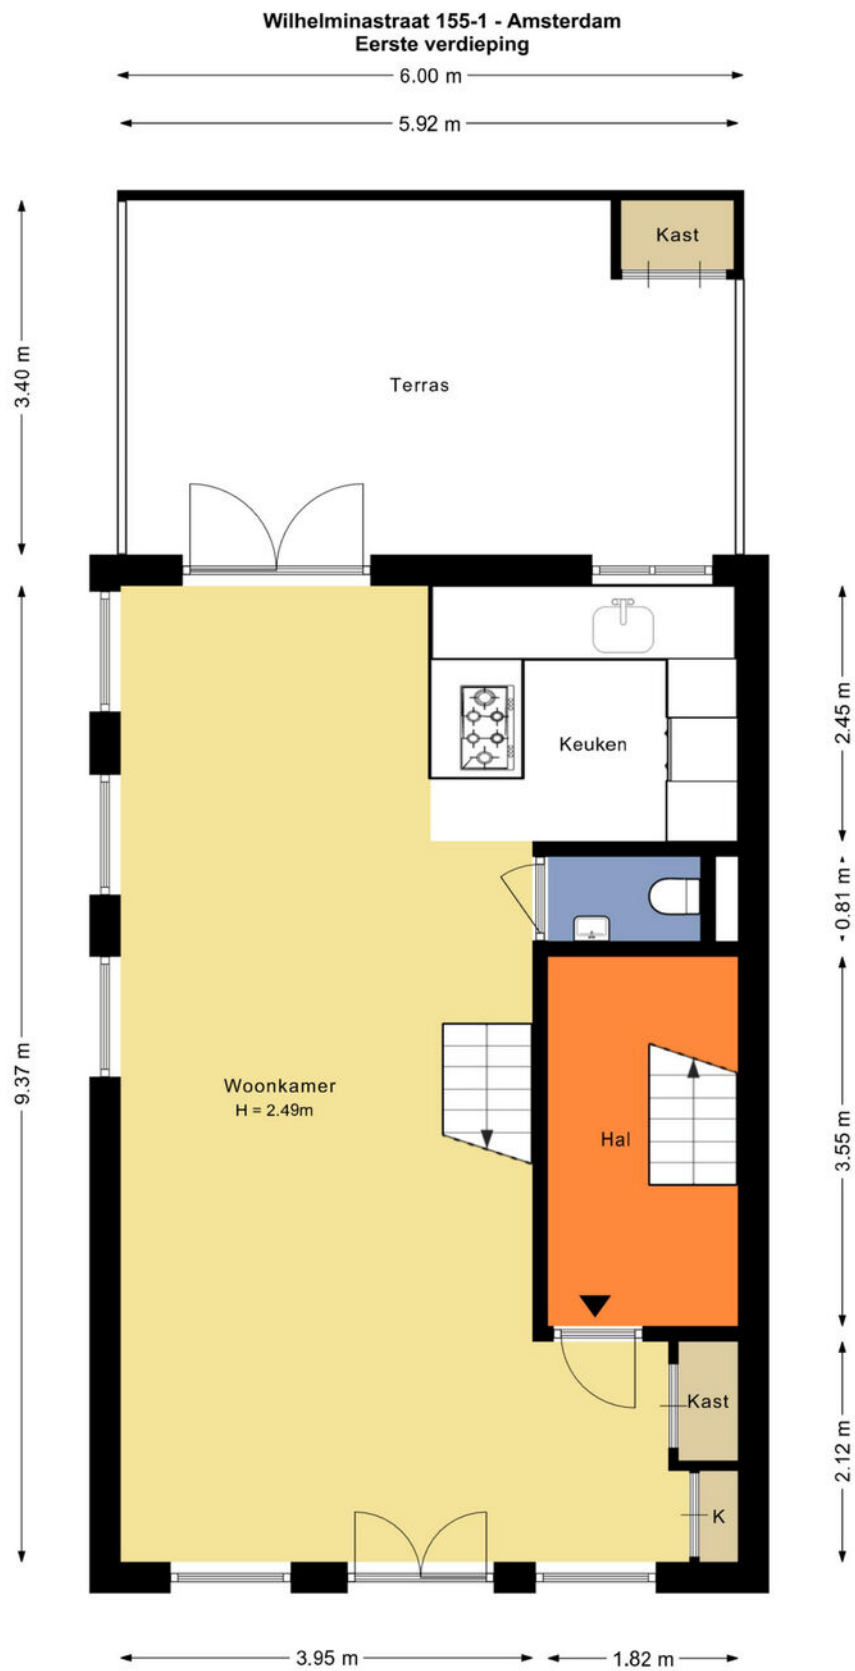 Wilhelminastraat 155-1 - Amsterdam
Eerste verdieping
6.00 m
5.92 m
Kast
3.40 m
Terras
2.45 m
Keuken
0.81 m
9.37 m
Woonkamer
H = 2.49m
Hal
3.55 m
Kast
2.12 m
K
3.95 m
1.82 m